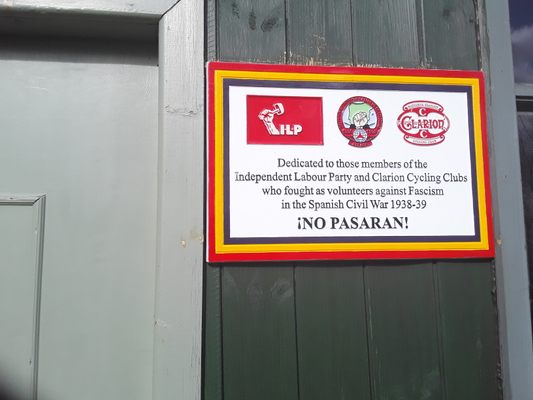 ILP
CLARION
Dedicated to those members of the
Independent Labour Party and Clarion Cycling Clubs
who fought as volunteers against Fascism
in the Spanish Civil War 1938-39
¡NO PASARAN!